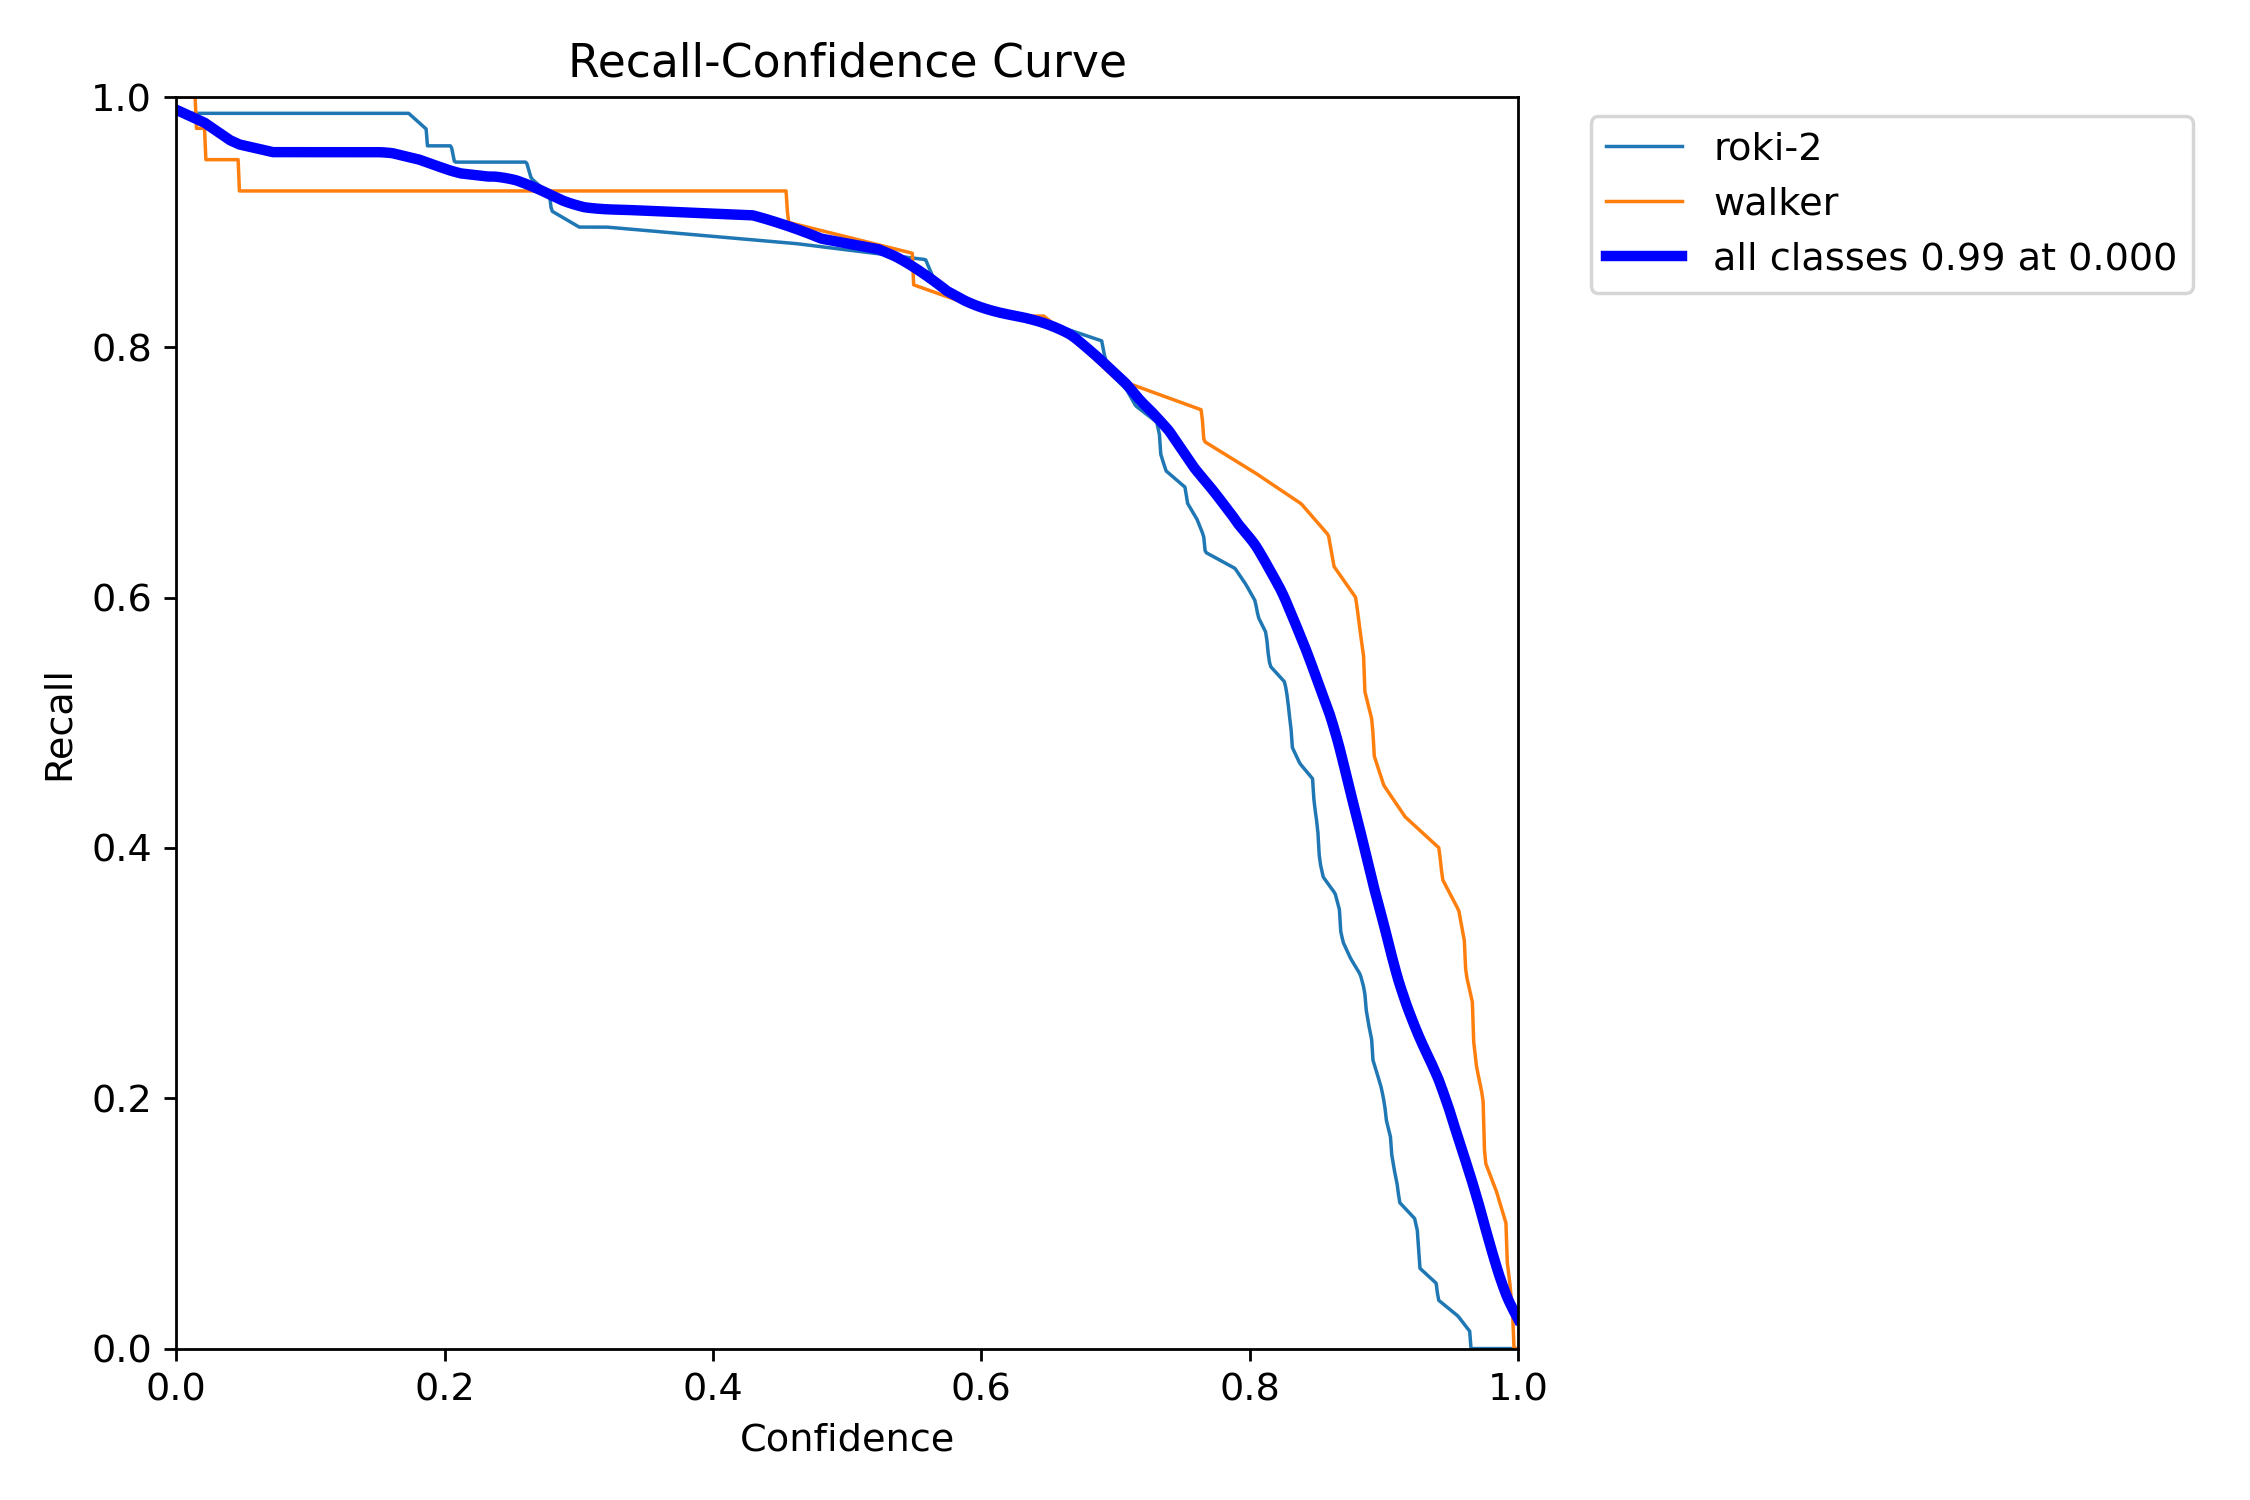 Recall-Confidence Curve
1.0
0.8
0.6
0.4
0.2
0.0
Recall
0.0 0.2 0.4 0.6 0.8 1.0
Confidence
roki-2
walker
all classes 0.99 at 0.000